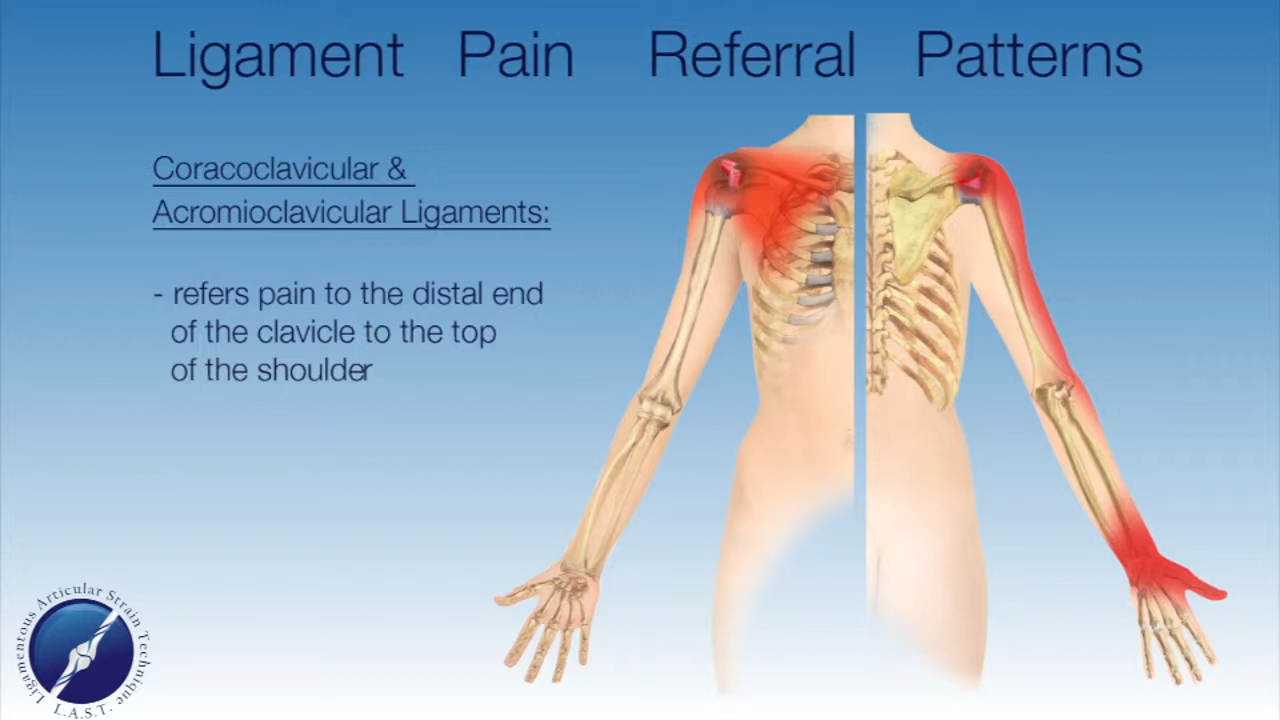 Ligament Pain Referral Patterns
Coracoclavicular &
Acromioclavicular Ligaments:
- refers pain to the distal end
of the clavicle to the top
of the shoulder
Ligamentous Articular Strain Technique
L.A.S.T.